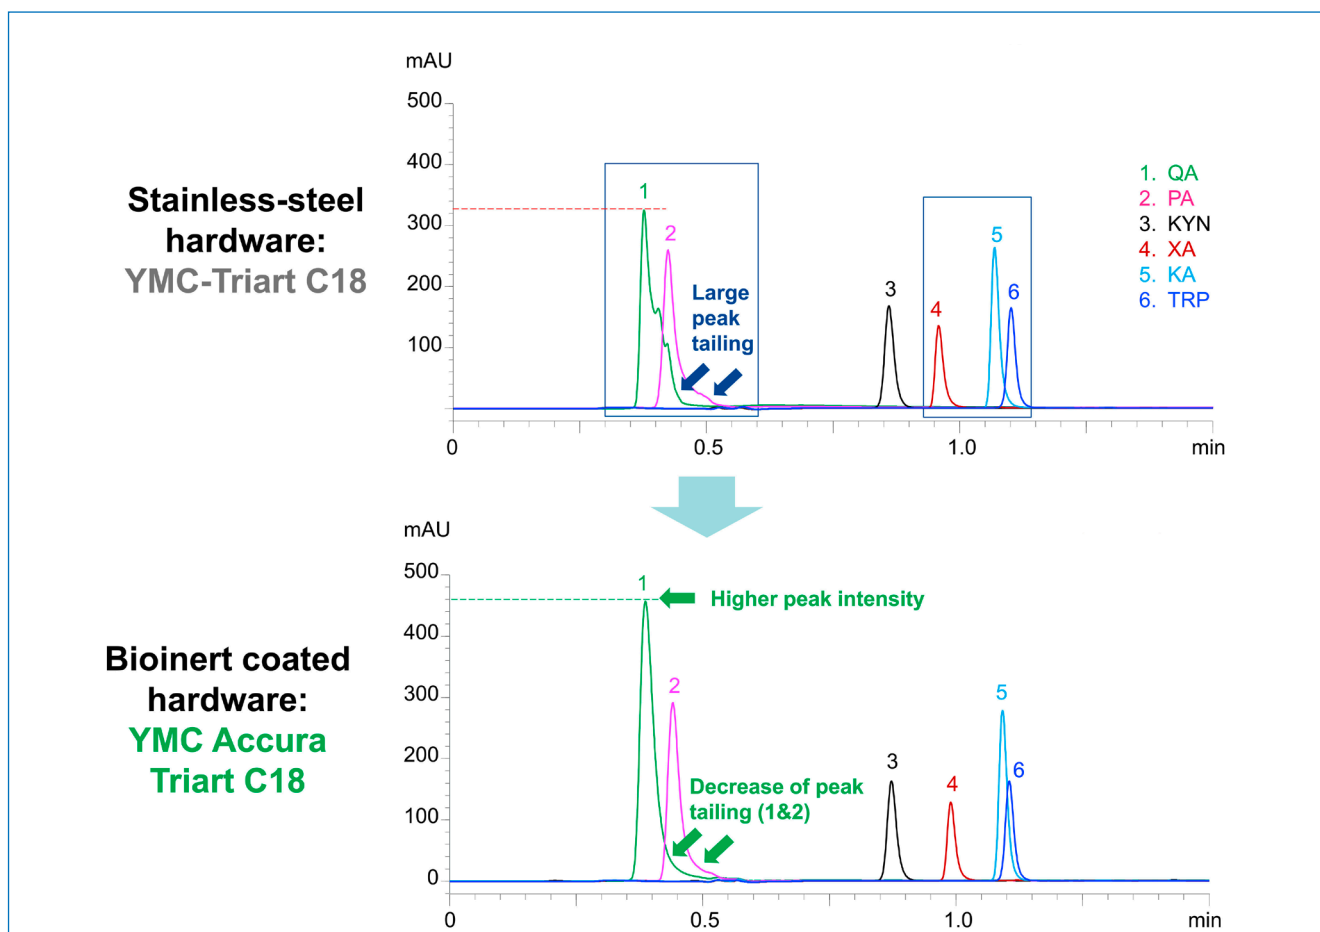 mAU
500
400
300
200
100
0
0.5
1.0
min
Stainless-steel
hardware:
YMC-Triart C18
1
2
3
4
5
6
Large
peak
tailing
1. QA
2. PA
3. KYN
4. XA
5. KA
6. TRP
mAU
500
400
300
200
100
0
0
0.5
1.0
min
Bioinert coated
hardware:
YMC Accura
Triart C18
1
Higher peak intensity
2
3
4
5
6
Decrease of peak
tailing (1&2)